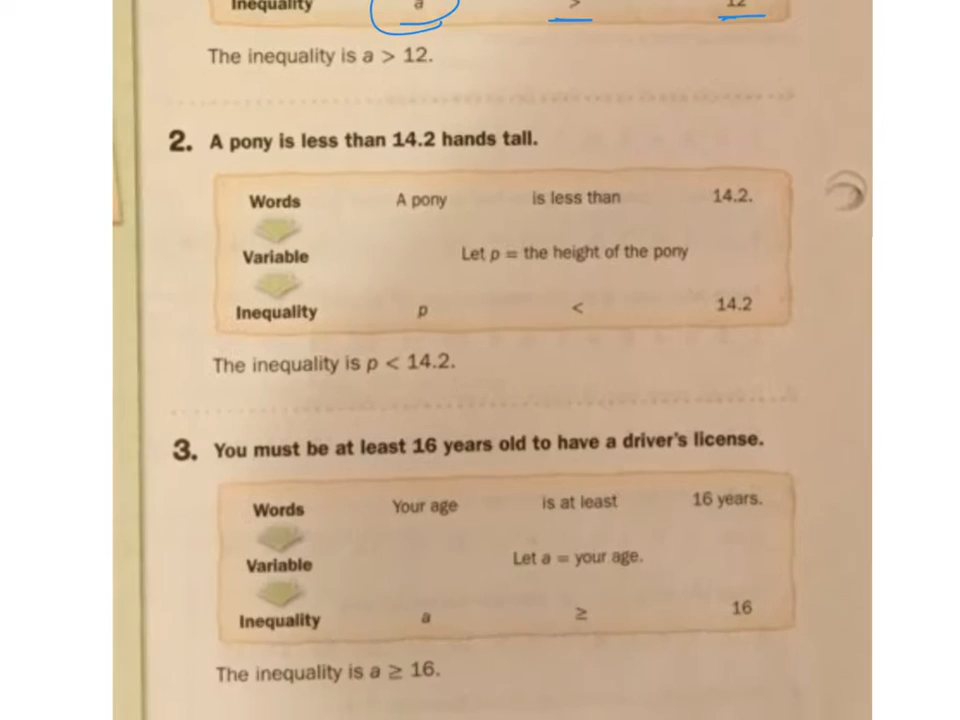 Inequality a > 12
The inequality is a > 12.
2. A pony is less than 14.2 hands tall.
Words A pony is less than 14.2.
Variable Let p = the height of the pony
Inequality p < 14.2
The inequality is p < 14.2.
3. You must be at least 16 years old to have a driver's license.
Words Your age is at least 16 years.
Variable Let a = your age.
Inequality a ≥ 16
The inequality is a ≥ 16.